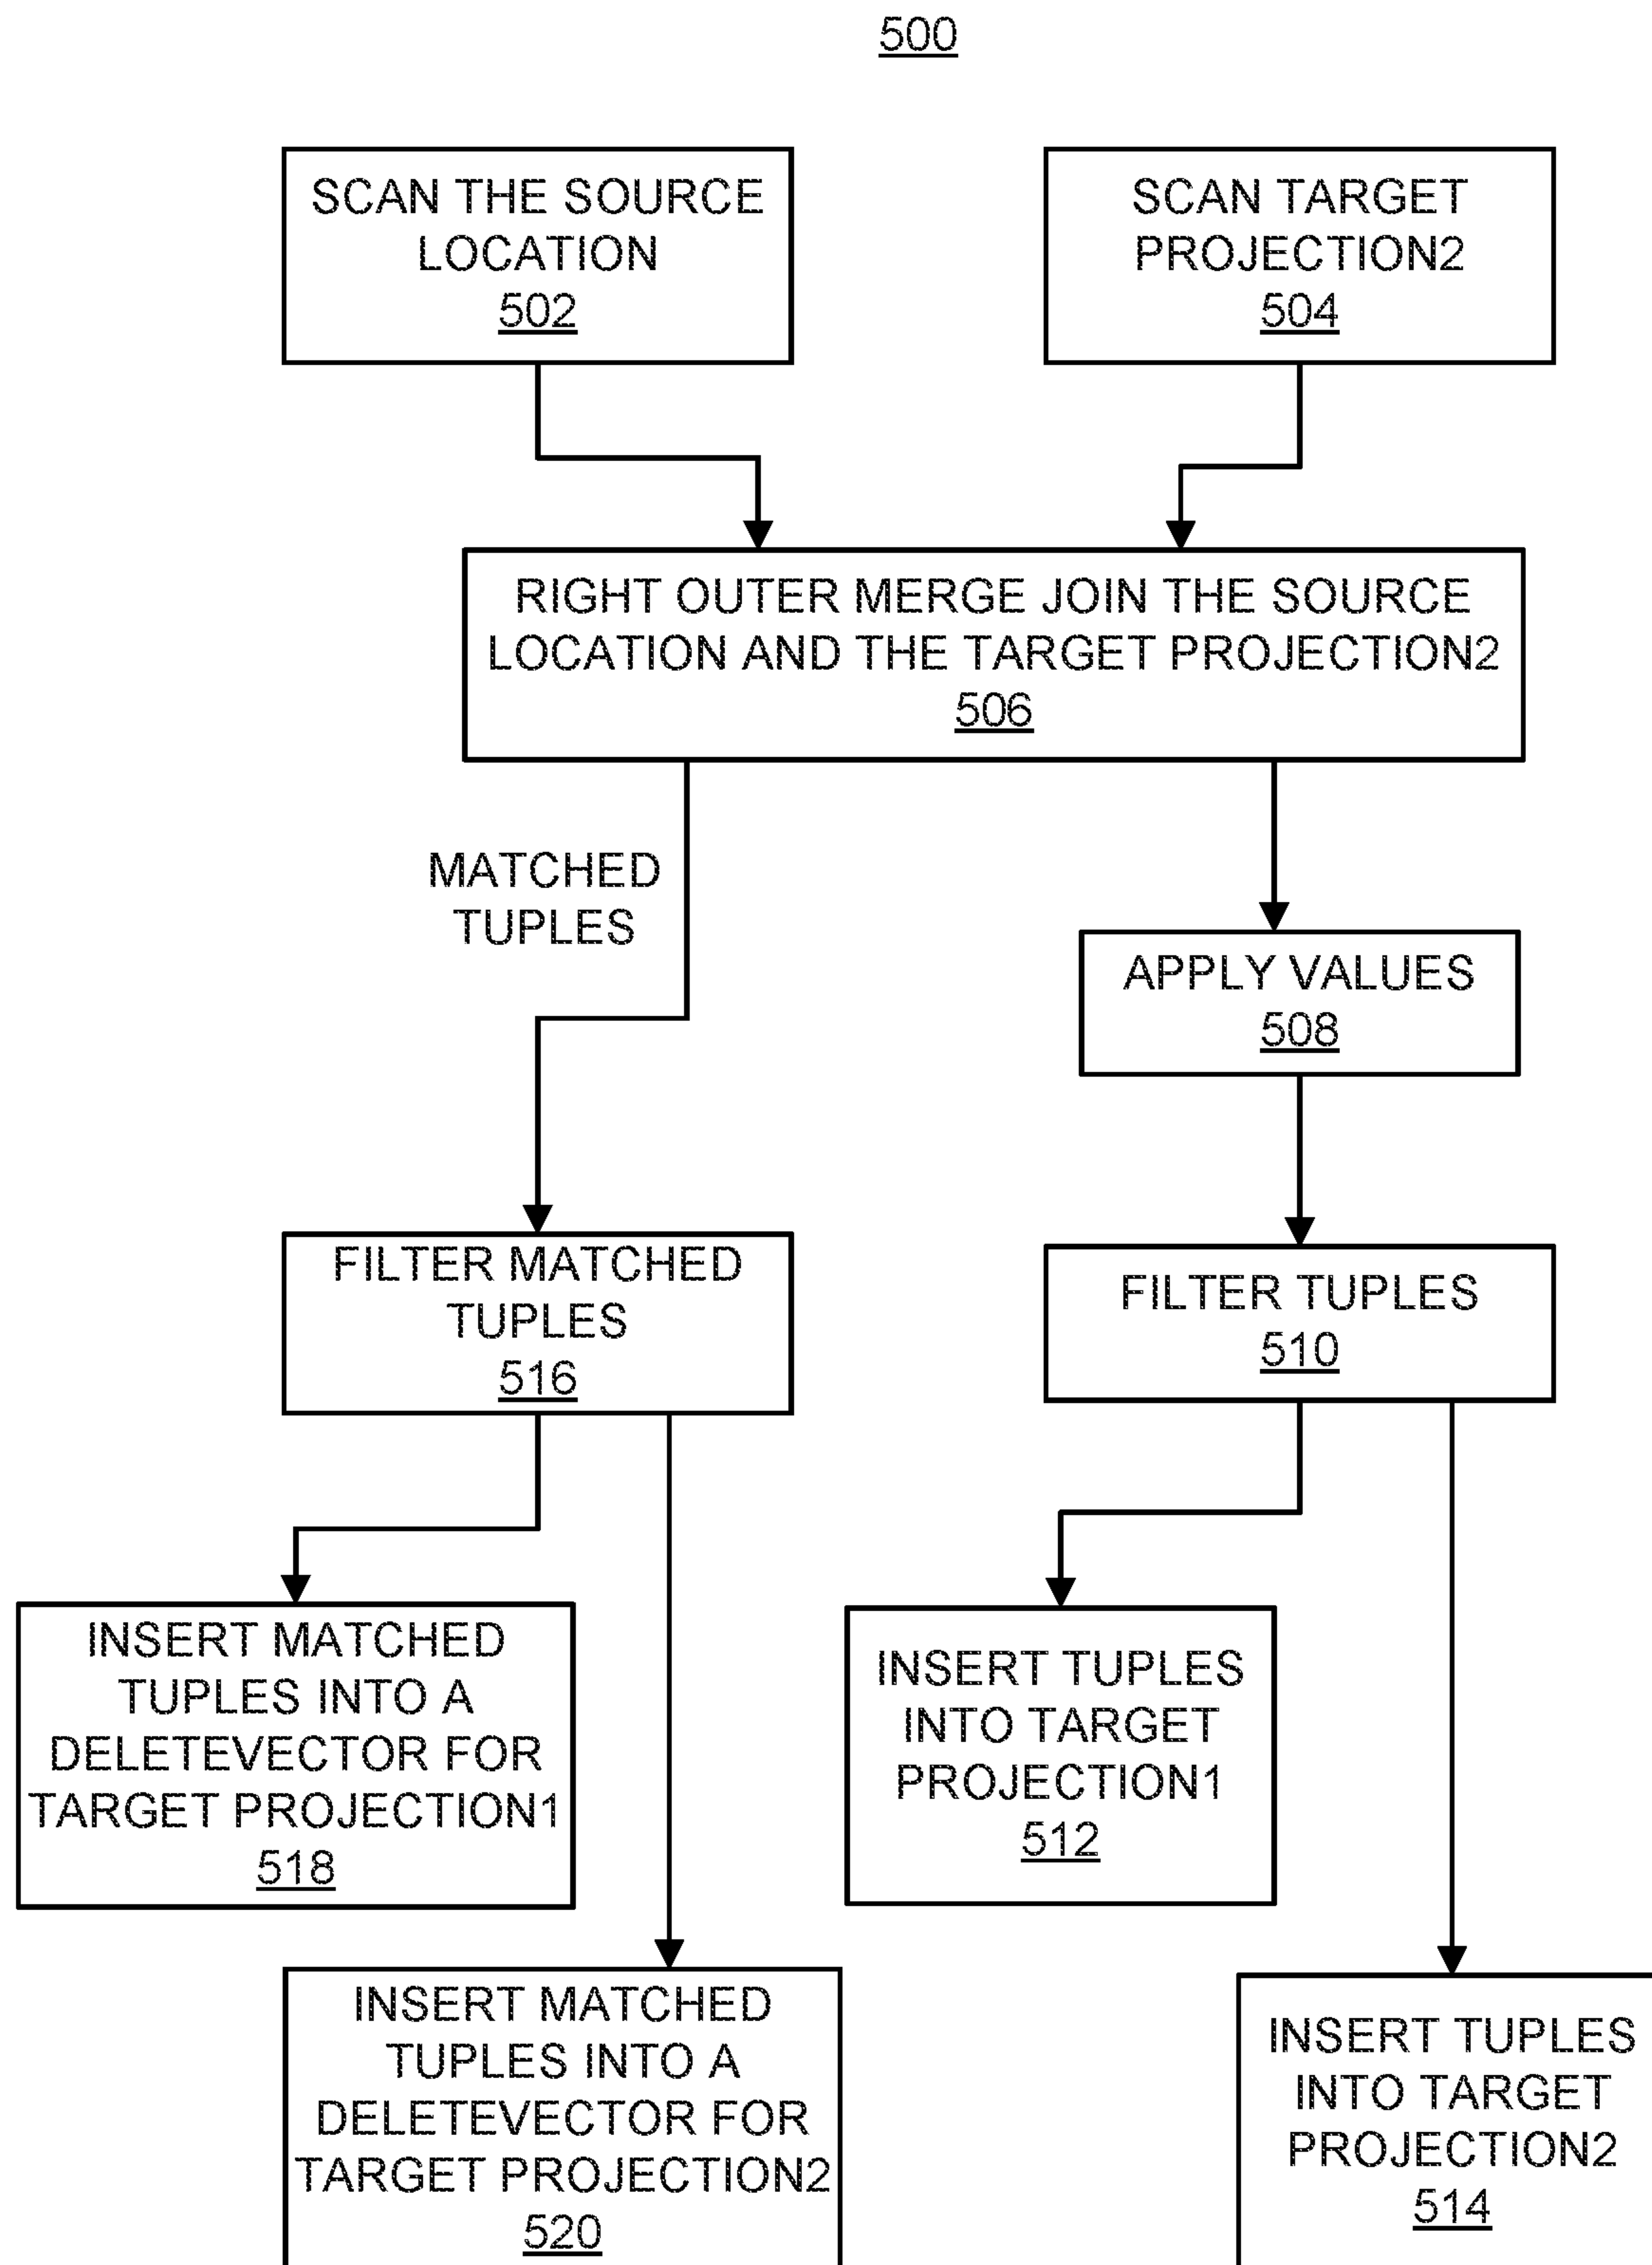 500
SCAN THE SOURCE
LOCATION
502
SCAN TARGET
PROJECTION2
504
RIGHT OUTER MERGE JOIN THE SOURCE
LOCATION AND THE TARGET PROJECTION2
506
MATCHED
TUPLES
APPLY VALUES
508
FILTER MATCHED
TUPLES
516
FILTER TUPLES
510
INSERT MATCHED
TUPLES INTO A
DELETEVECTOR FOR
TARGET PROJECTION1
518
INSERT TUPLES
INTO TARGET
PROJECTION1
512
INSERT MATCHED
TUPLES INTO A
DELETEVECTOR FOR
TARGET PROJECTION2
520
INSERT TUPLES
INTO TARGET
PROJECTION2
514